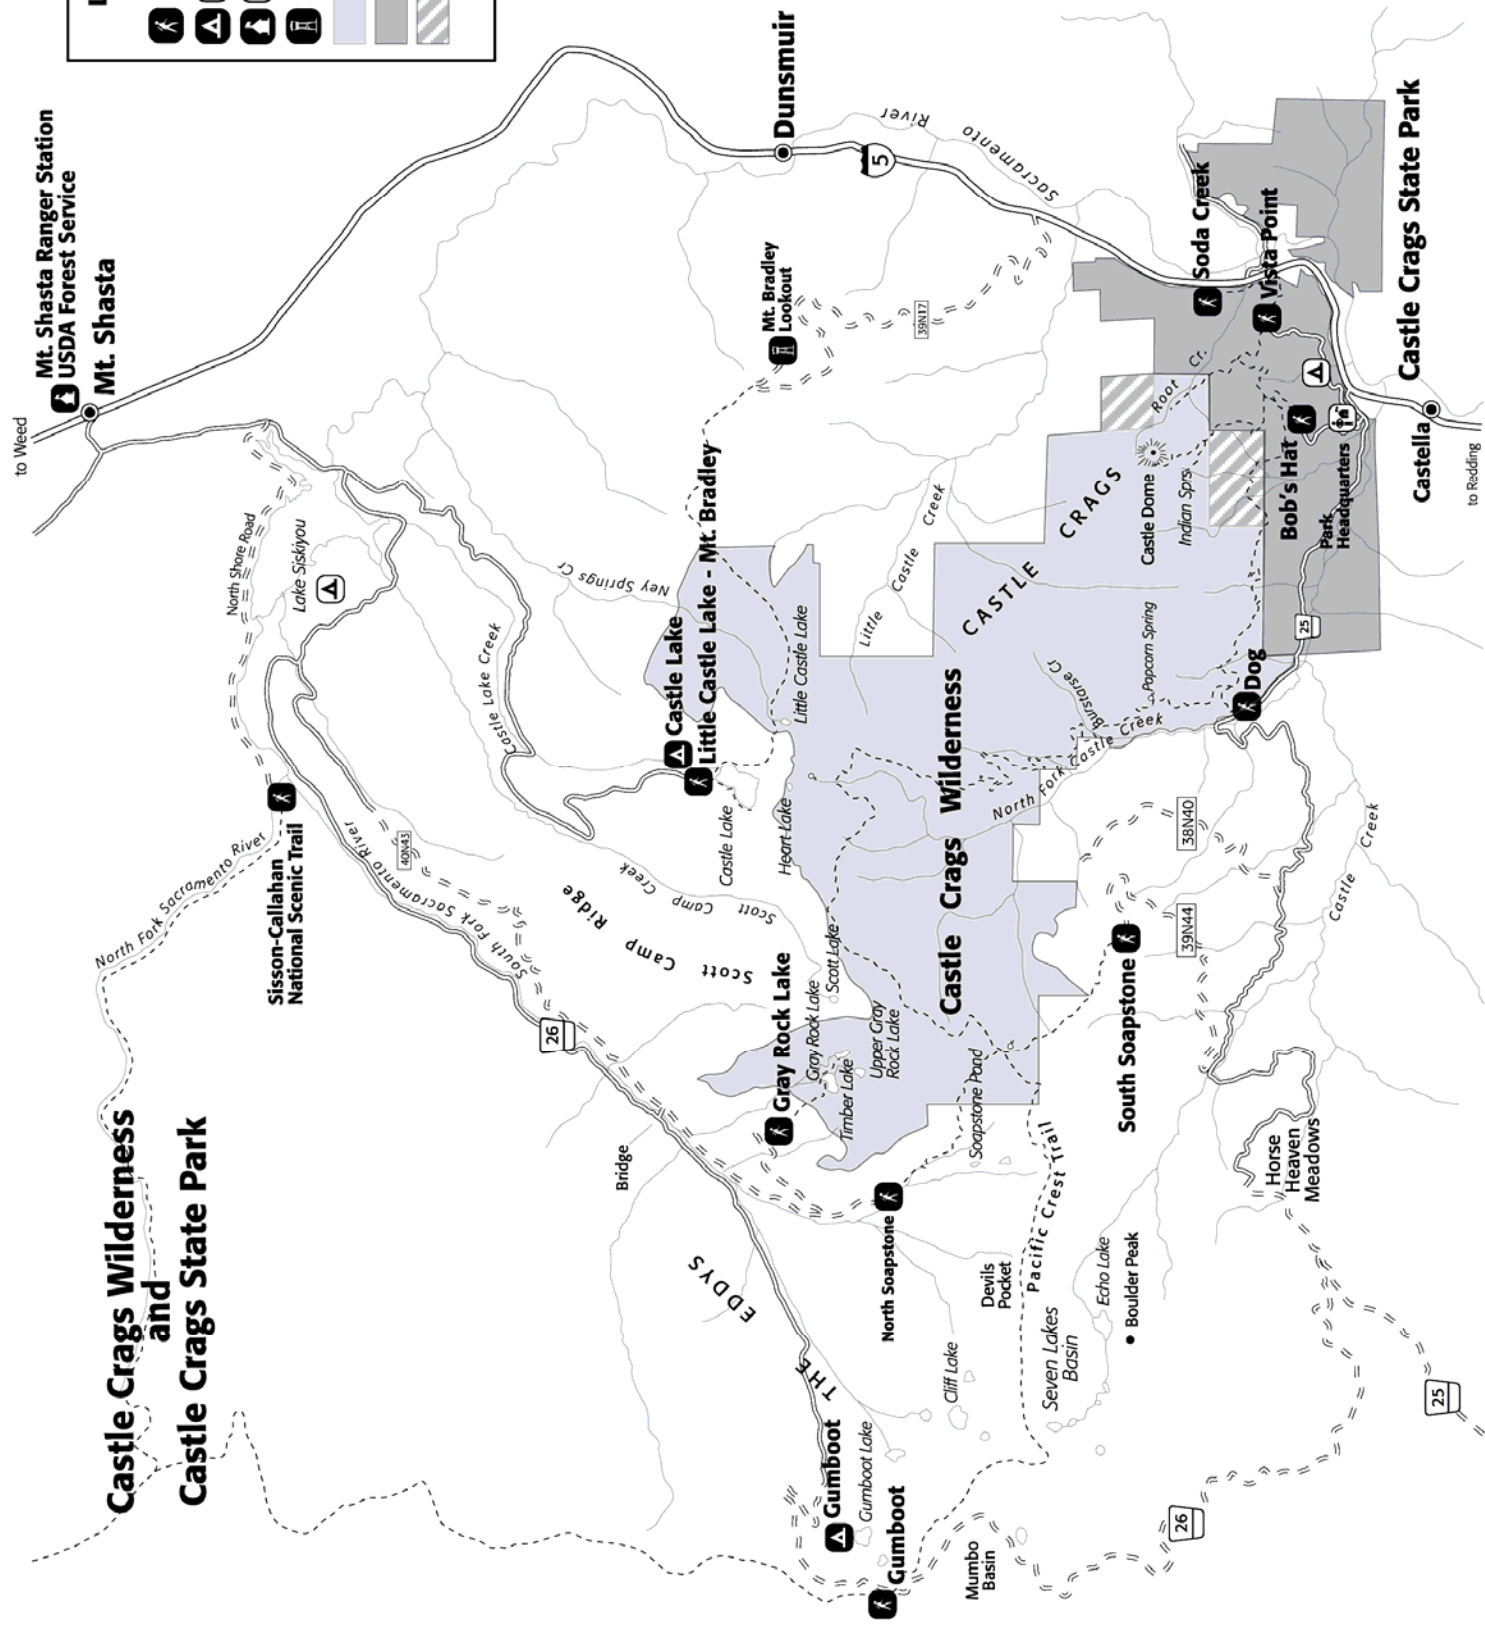 Castle Crags Wilderness
and
Castle Crags State Park
to Weed
Mt. Shasta Ranger Station
USDA Forest Service
Mt. Shasta
North Shore Road
Lake Siskiyou
North Fork Sacramento River
Sisson-Callahan
National Scenic Trail
South Fork Sacramento River
40N43
26
Castle Lake Creek
Ney Springs Cr
Scott Camp Ridge
Scott Camp Creek
Castle Lake
Little Castle Lake - Mt. Bradley
Castle Lake
Heart Lake
Little Castle Lake
Mt. Bradley
Lookout
39N17
Dunsmuir
5
Sacramento River
Little Castle Creek
Gray Rock Lake
Gray Rock Lake
Scott Lake
Timber Lake
Upper Gray
Rock Lake
Bridge
THE EDDYS
North Soapstone
Soapstone Pond
Devils
Pocket
Cliff Lake
Gumboot
Gumboot Lake
Gumboot
Mumbo
Basin
Seven Lakes
Basin
Pacific Crest Trail
Echo Lake
Boulder Peak
South Soapstone
Castle Crags Wilderness
CASTLE CRAGS
North Fork Castle Creek
Burstarse Cr
Popcorn Spring
Castle Dome
Indian Sprs
Root Cr.
Soda Creek
Vista Point
Bob's Hat
Park
Headquarters
Dog
25
38N40
39N44
Castle Creek
Horse
Heaven
Meadows
26
25
Castle Crags State Park
Castella
to Redding